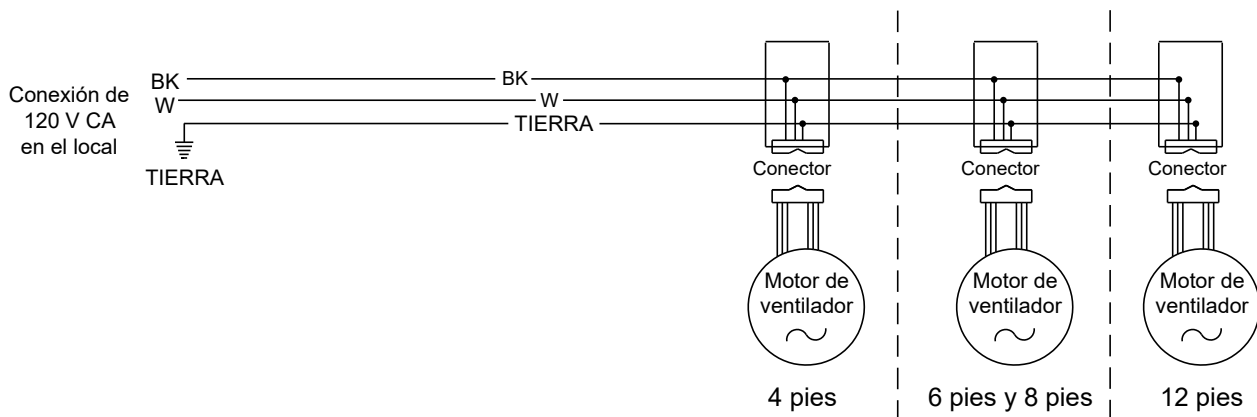 Conexión de
120 V CA
en el local
BK
W
TIERRA
BK
W
TIERRA
Conector
Conector
Conector
Motor de
ventilador
Motor de
ventilador
Motor de
ventilador
4 pies
6 pies y 8 pies
12 pies